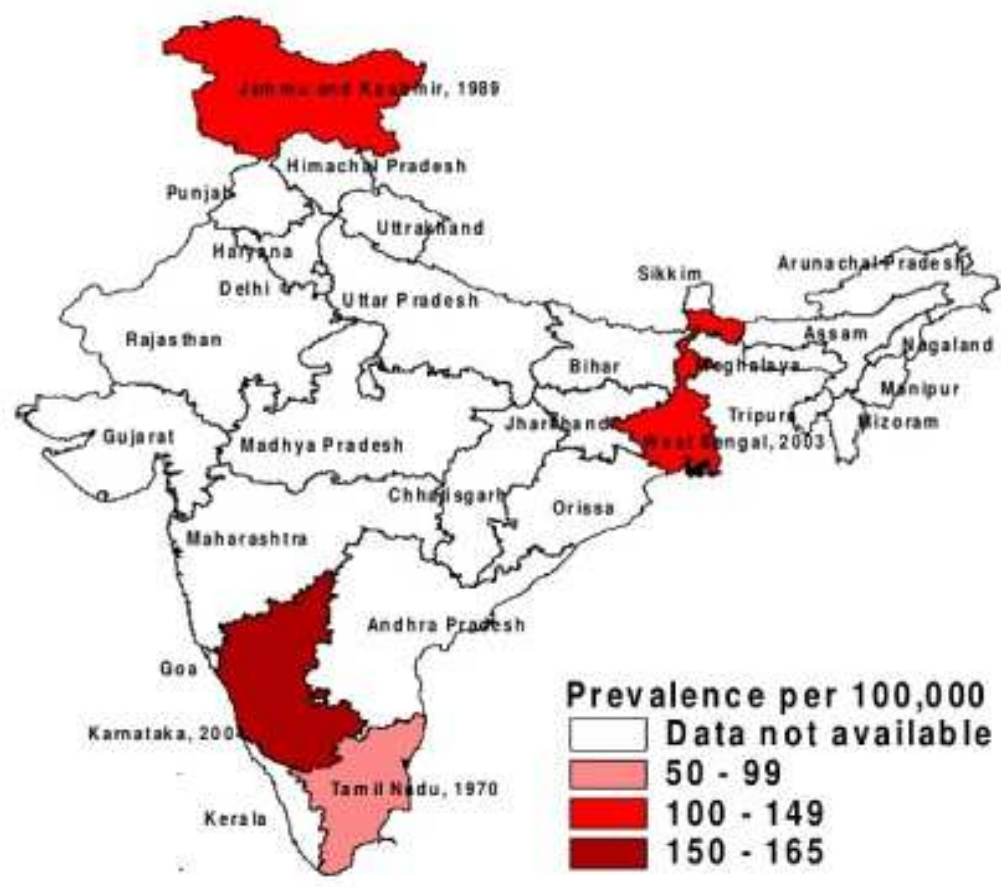 Jammu and Kashmir, 1989
Himachal Pradesh
Punjab
Uttrakhand
Haryana
Delhi
Sikkim
Arunachal Pradesh
Uttar Pradesh
Rajasthan
Assam
Nagaland
Bihar
Meghalaya
Manipur
Jharkhand
Tripura
Mizoram
Gujarat
Madhya Pradesh
West Bengal, 2003
Chhatisgarh
Orissa
Maharashtra
Andhra Pradesh
Goa
Karnataka,
Tamil Nadu, 1970
Kerala
Prevalence per 100,000
Data not available
50 - 99
100 - 149
150 - 165